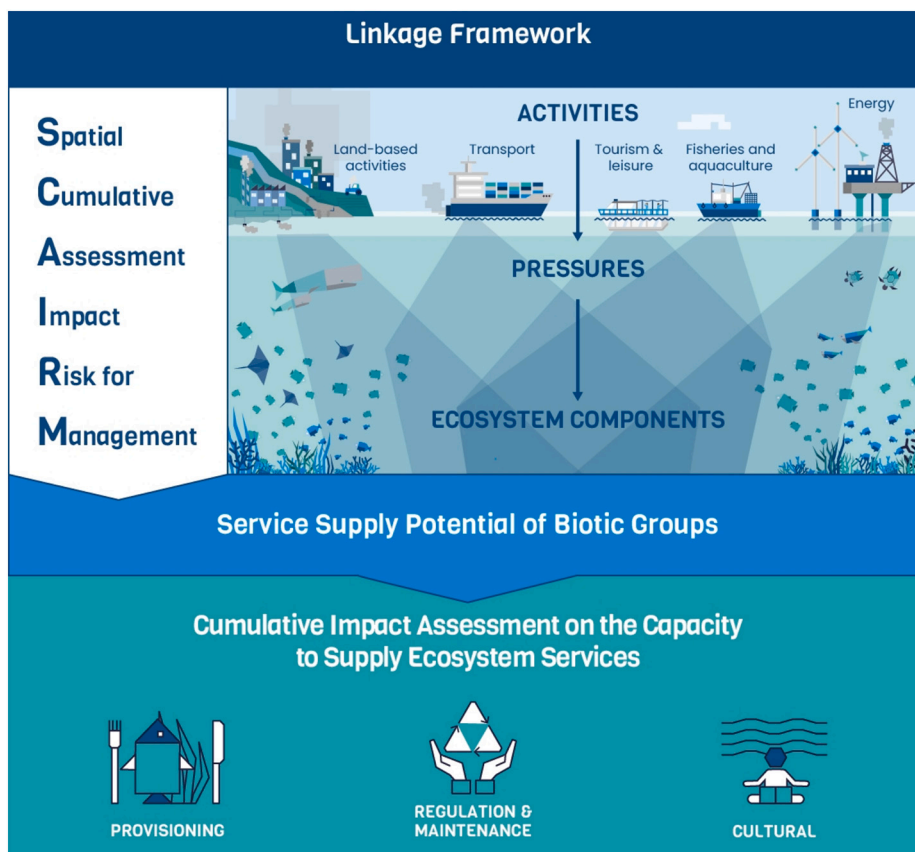 Linkage Framework
Spatial
Cumulative
Assessment
Impact
Risk for
Management
ACTIVITIES
Land-based
activities
Transport
Tourism &
leisure
Fisheries and
aquaculture
Energy
PRESSURES
ECOSYSTEM COMPONENTS
Service Supply Potential of Biotic Groups
Cumulative Impact Assessment on the Capacity
to Supply Ecosystem Services
PROVISIONING
REGULATION &
MAINTENANCE
CULTURAL